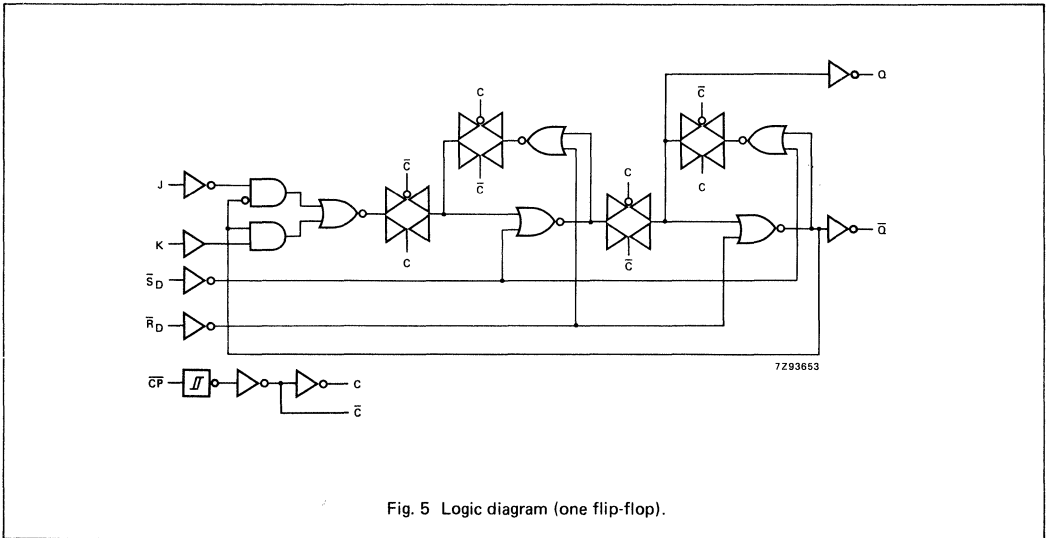 Q
C̄
C
C
C̄
J
C̄
C
K
C
Q̄
C
C̄
S̄D
R̄D
7Z93653
C̄P̄
C
C̄
Fig. 5 Logic diagram (one flip-flop).